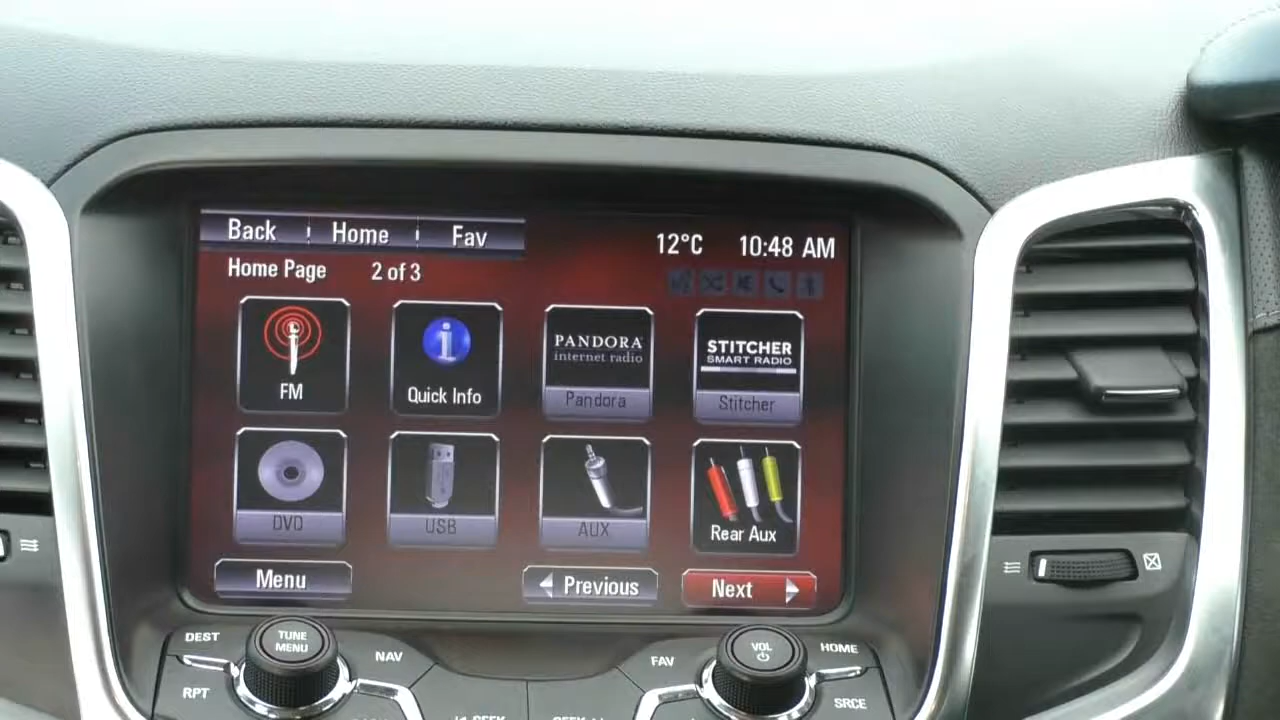 Back Home Fav
12°C 10:48 AM
Home Page 2 of 3
FM
Quick Info
PANDORA
internet radio
Pandora
STITCHER
SMART RADIO
Stitcher
DVD
USB
AUX
Rear Aux
Menu
Previous
Next
DEST
TUNE
MENU
NAV
RPT
FAV
VOL
HOME
SRCE
SEEK
SEEK